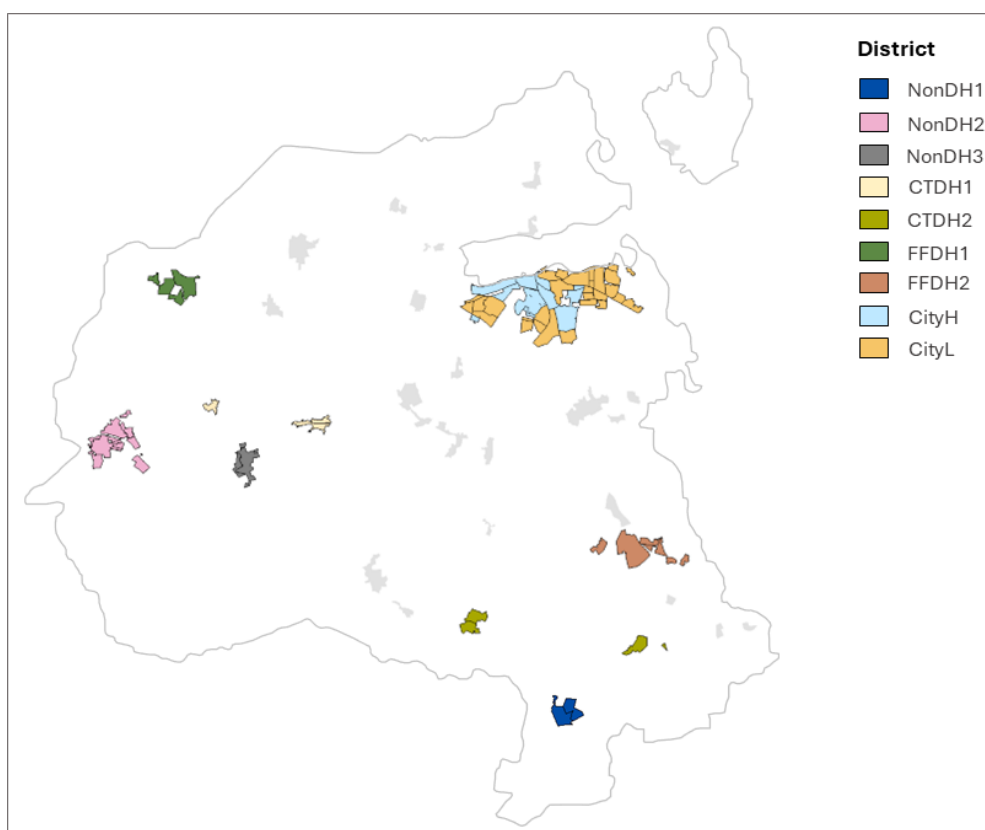 District
NonDH1
NonDH2
NonDH3
CTDH1
CTDH2
FFDH1
FFDH2
CityH
CityL